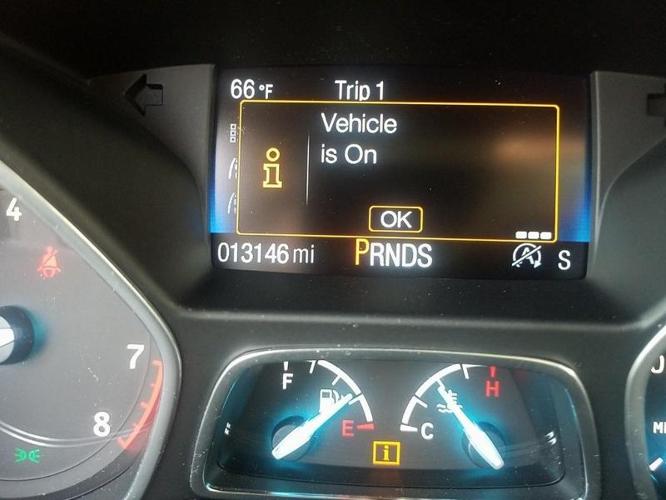 66°F Trip 1
Vehicle
is On
OK
013146 mi PRNDS S
4
7
8
F
E
C
H